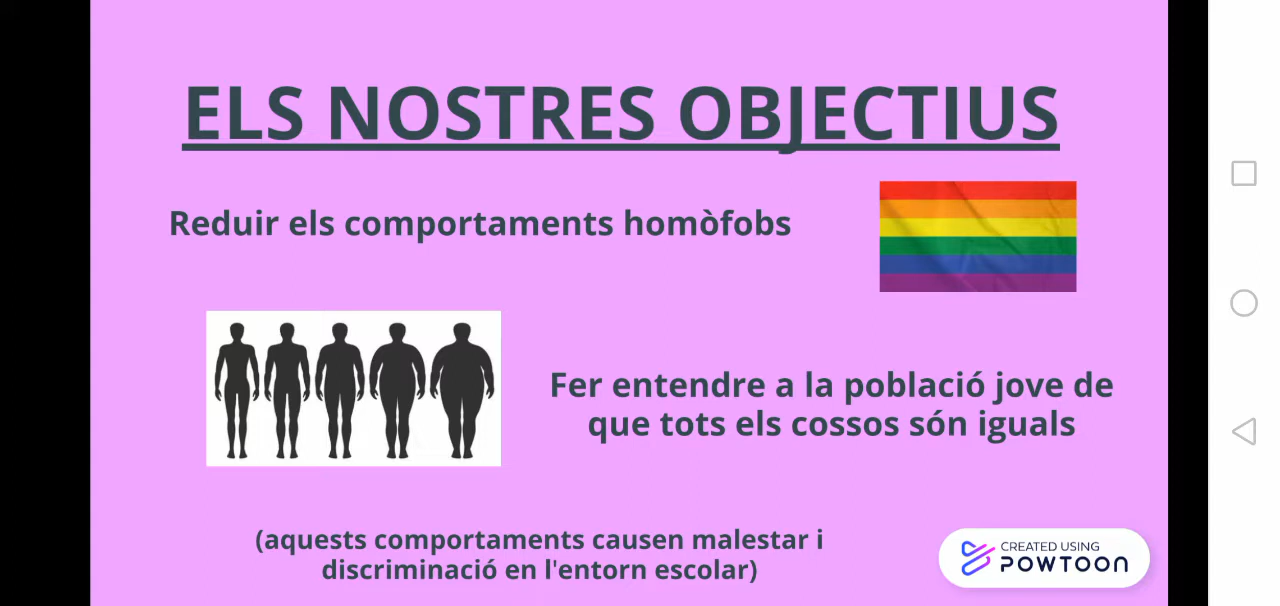 ELS NOSTRES OBJECTIUS
Reduir els comportaments homòfobs
Fer entendre a la població jove de
que tots els cossos són iguals
(aquests comportaments causen malestar i
discriminació en l'entorn escolar)
CREATED USING
POWTOON